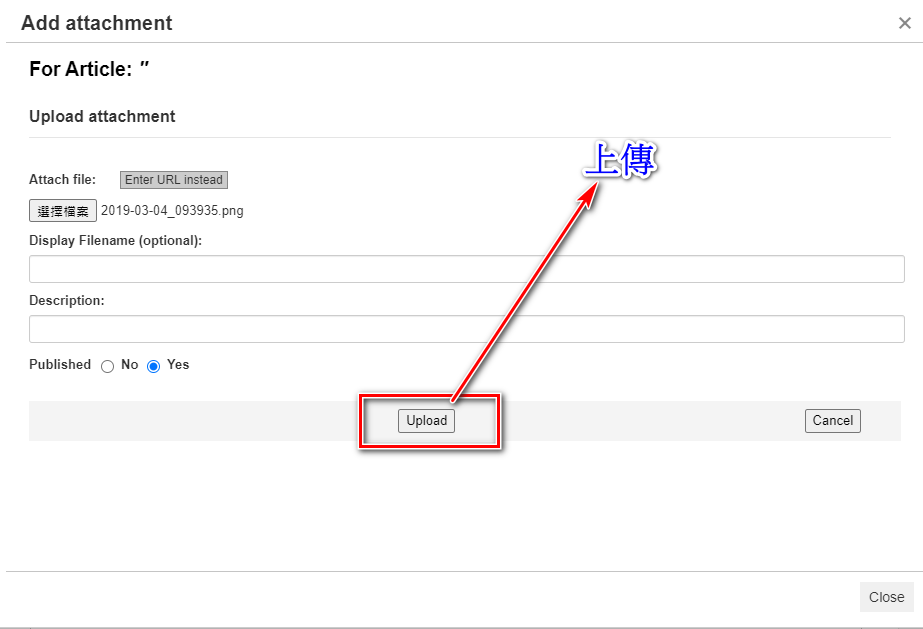 Add attachment ×
For Article: "
Upload attachment
上傳
Attach file: Enter URL instead
選擇檔案 2019-03-04_093935.png
Display Filename (optional):
Description:
Published No Yes
Upload Cancel
Close